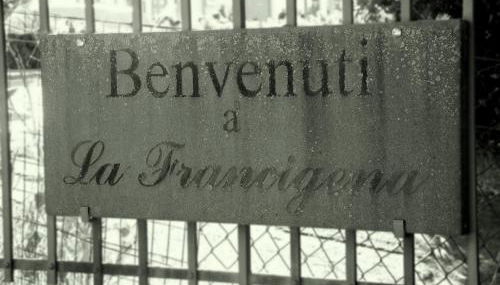 Benvenuti
a
La Francigena